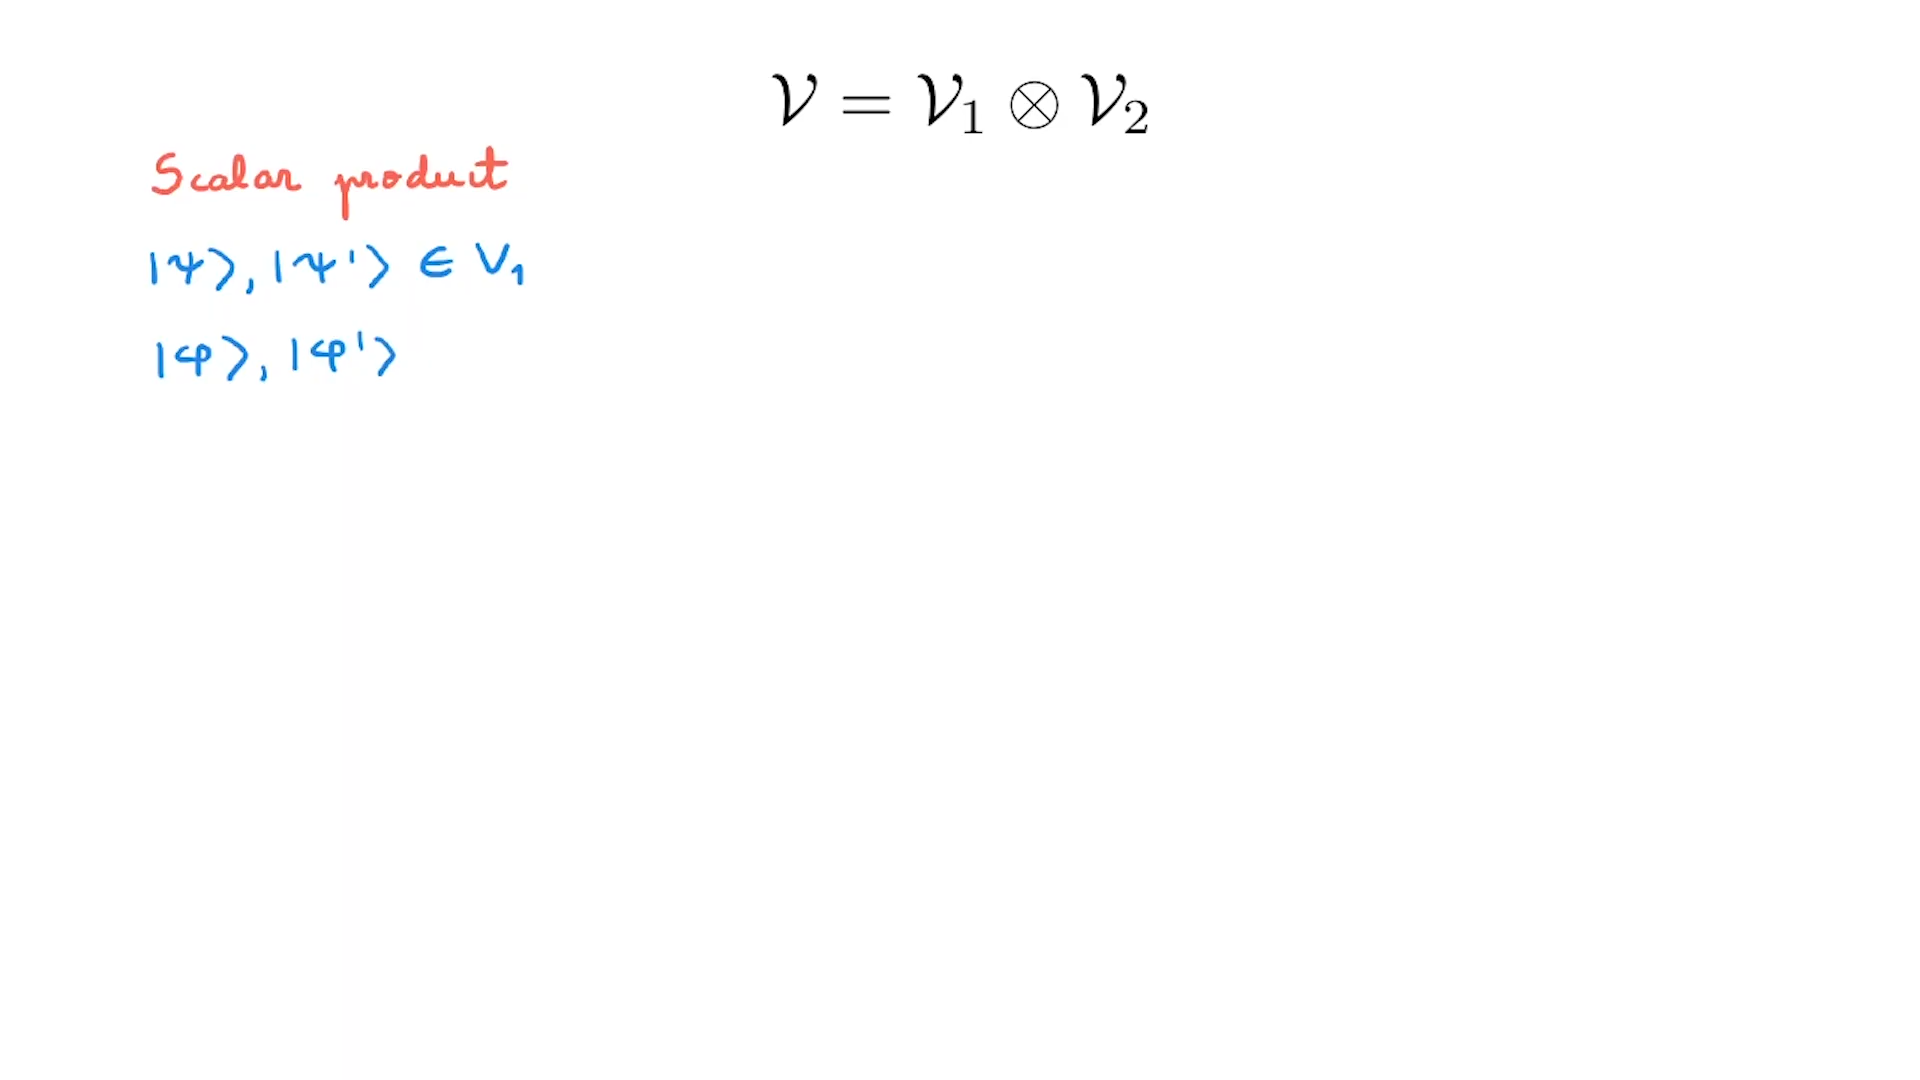 𝒱 = 𝒱₁ ⊗ 𝒱₂
Scalar product
|ψ⟩, |ψ'⟩ ∈ V₁
|φ⟩, |φ'⟩